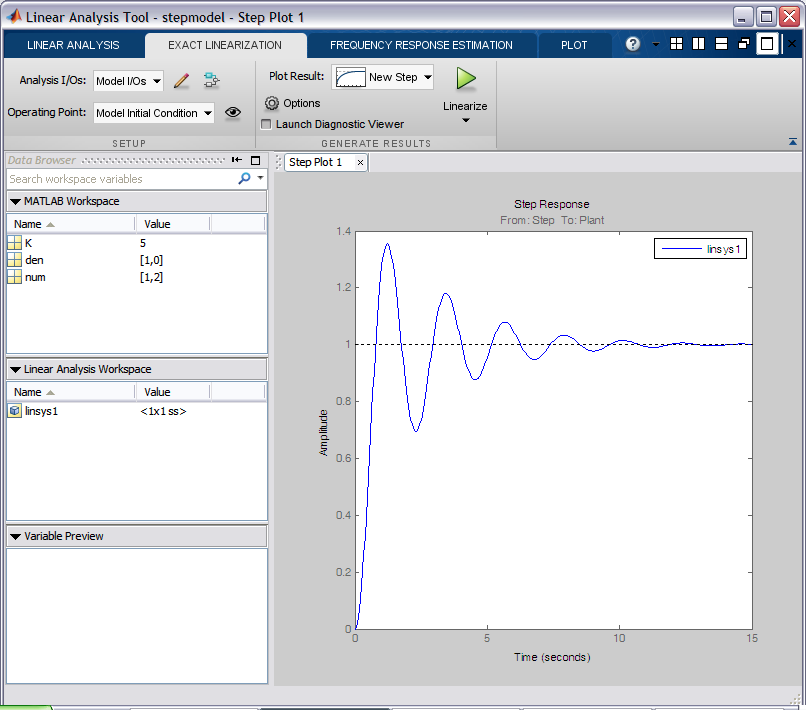 Linear Analysis Tool - stepmodel - Step Plot 1
LINEAR ANALYSIS EXACT LINEARIZATION FREQUENCY RESPONSE ESTIMATION PLOT
Analysis I/Os: Model I/Os
Operating Point: Model Initial Condition
SETUP
Plot Result: New Step
Options
Launch Diagnostic Viewer
Linearize
GENERATE RESULTS
Data Browser
Search workspace variables
MATLAB Workspace
Name Value
K 5
den [1,0]
num [1,2]
Linear Analysis Workspace
Name Value
linsys1 <1x1 ss>
Variable Preview
Step Plot 1
Step Response
From: Step To: Plant
linsys1
1.4
1.2
1
0.8
0.6
0.4
0.2
0
Amplitude
0 5 10 15
Time (seconds)